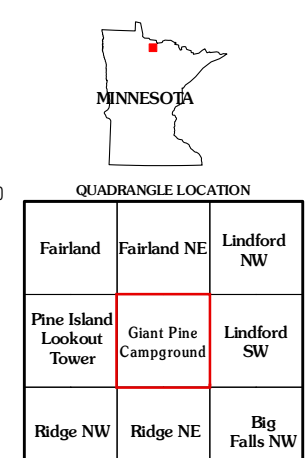 MINNESOTA
QUADRANGLE LOCATION
Fairland
Fairland NE
Lindford
NW
Pine Island
Lookout
Tower
Giant Pine
Campground
Lindford
SW
Ridge NW
Ridge NE
Big
Falls NW